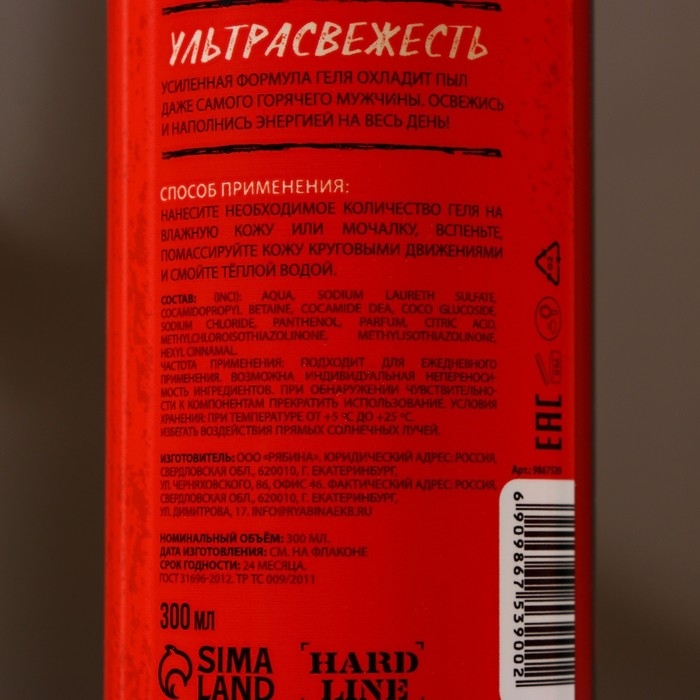 УЛЬТРАСВЕЖЕСТЬ
УСИЛЕННАЯ ФОРМУЛА ГЕЛЯ ОХЛАДИТ ПЫЛ
ДАЖЕ САМОГО ГОРЯЧЕГО МУЖЧИНЫ. ОСВЕЖИСЬ
И НАПОЛНИСЬ ЭНЕРГИЕЙ НА ВЕСЬ ДЕНЬ!
СПОСОБ ПРИМЕНЕНИЯ:
НАНЕСИТЕ НЕОБХОДИМОЕ КОЛИЧЕСТВО ГЕЛЯ НА
ВЛАЖНУЮ КОЖУ ИЛИ МОЧАЛКУ, ВСПЕНЬТЕ,
ПОМАССИРУЙТЕ КОЖУ КРУГОВЫМИ ДВИЖЕНИЯМИ
И СМОЙТЕ ТЁПЛОЙ ВОДОЙ.
СОСТАВ: (INCI): AQUA, SODIUM LAURETH SULFATE,
COCAMIDOPROPYL BETAINE, COCAMIDE DEA, COCO GLUCOSIDE,
SODIUM CHLORIDE, PANTHENOL, PARFUM, CITRIC ACID,
METHYLCHLOROISOTHIAZOLINONE, METHYLISOTHIAZOLINONE,
HEXYL CINNAMAL.
ЧАСТОТА ПРИМЕНЕНИЯ: ПОДХОДИТ ДЛЯ ЕЖЕДНЕВНОГО
ПРИМЕНЕНИЯ. ВОЗМОЖНА ИНДИВИДУАЛЬНАЯ НЕПЕРЕНОСИ-
МОСТЬ ИНГРЕДИЕНТОВ. ПРИ ОБНАРУЖЕНИИ ЧУВСТВИТЕЛЬНО-
СТИ К КОМПОНЕНТАМ ПРЕКРАТИТЬ ИСПОЛЬЗОВАНИЕ. УСЛОВИЯ
ХРАНЕНИЯ: ПРИ ТЕМПЕРАТУРЕ ОТ +5 ºС ДО +25 ºС.
ИЗБЕГАТЬ ВОЗДЕЙСТВИЯ ПРЯМЫХ СОЛНЕЧНЫХ ЛУЧЕЙ.
ИЗГОТОВИТЕЛЬ: ООО «РЯБИНА». ЮРИДИЧЕСКИЙ АДРЕС: РОССИЯ,
СВЕРДЛОВСКАЯ ОБЛ., 620010, Г. ЕКАТЕРИНБУРГ,
УЛ. ЧЕРНЯХОВСКОГО, 86, ОФИС 46. ФАКТИЧЕСКИЙ АДРЕС: РОССИЯ,
СВЕРДЛОВСКАЯ ОБЛ., 620010, Г. ЕКАТЕРИНБУРГ,
УЛ. ДИМИТРОВА, 17. INFO@RYABINAEKB.RU
НОМИНАЛЬНЫЙ ОБЪЁМ: 300 МЛ.
ДАТА ИЗГОТОВЛЕНИЯ: СМ. НА ФЛАКОНЕ
СРОК ГОДНОСТИ: 24 МЕСЯЦА.
ГОСТ 31696-2012. ТР ТС 009/2011
300 МЛ
SIMA
LAND
HARD
LINE
EAC
Арт.:
6 909867 539002